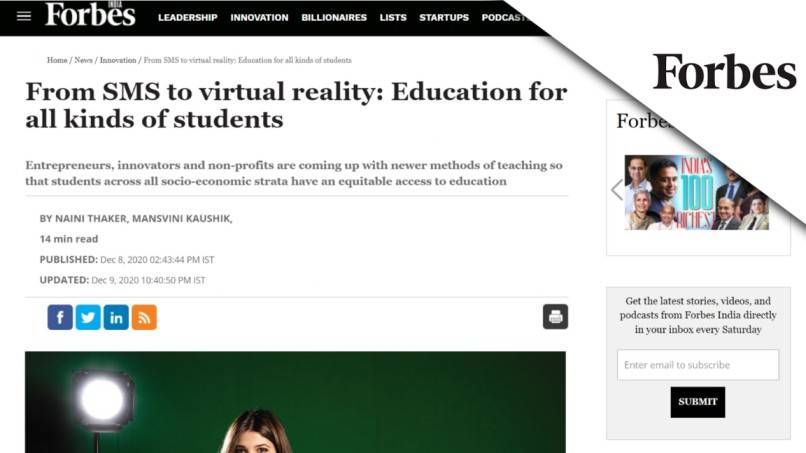 INDIA
Forbes
LEADERSHIP INNOVATION BILLIONAIRES LISTS STARTUPS PODCAST
Forbes
Home / News / Innovation / From SMS to virtual reality: Education for all kinds of students
From SMS to virtual reality: Education for
all kinds of students
Entrepreneurs, innovators and non-profits are coming up with newer methods of teaching so
that students across all socio-economic strata have an equitable access to education
BY NAINI THAKER, MANSVINI KAUSHIK,
14 min read
PUBLISHED: Dec 8, 2020 02:43:44 PM IST
UPDATED: Dec 9, 2020 10:40:50 PM IST
f
in
Forbes
INDIA'S
100
RICHEST
Get the latest stories, videos, and
podcasts from Forbes India directly
in your inbox every Saturday
Enter email to subscribe
SUBMIT